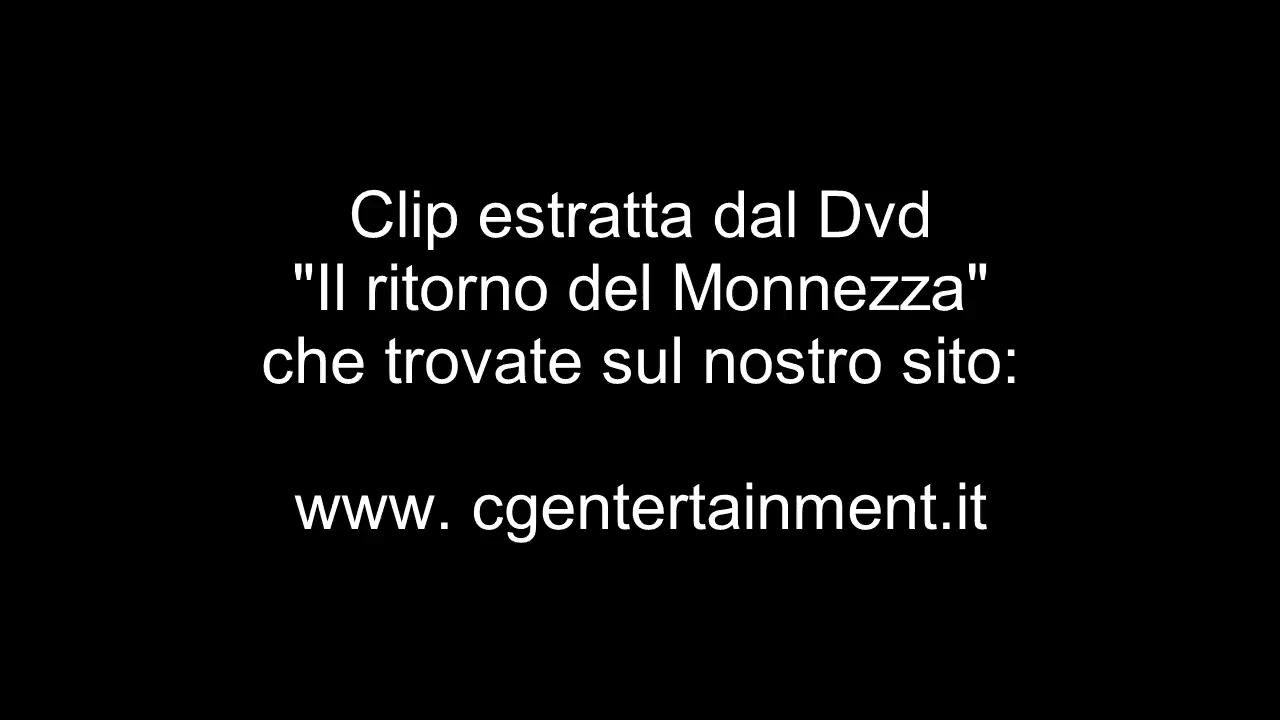 Clip estratta dal Dvd
"Il ritorno del Monnezza"
che trovate sul nostro sito:
www. cgentertainment.it